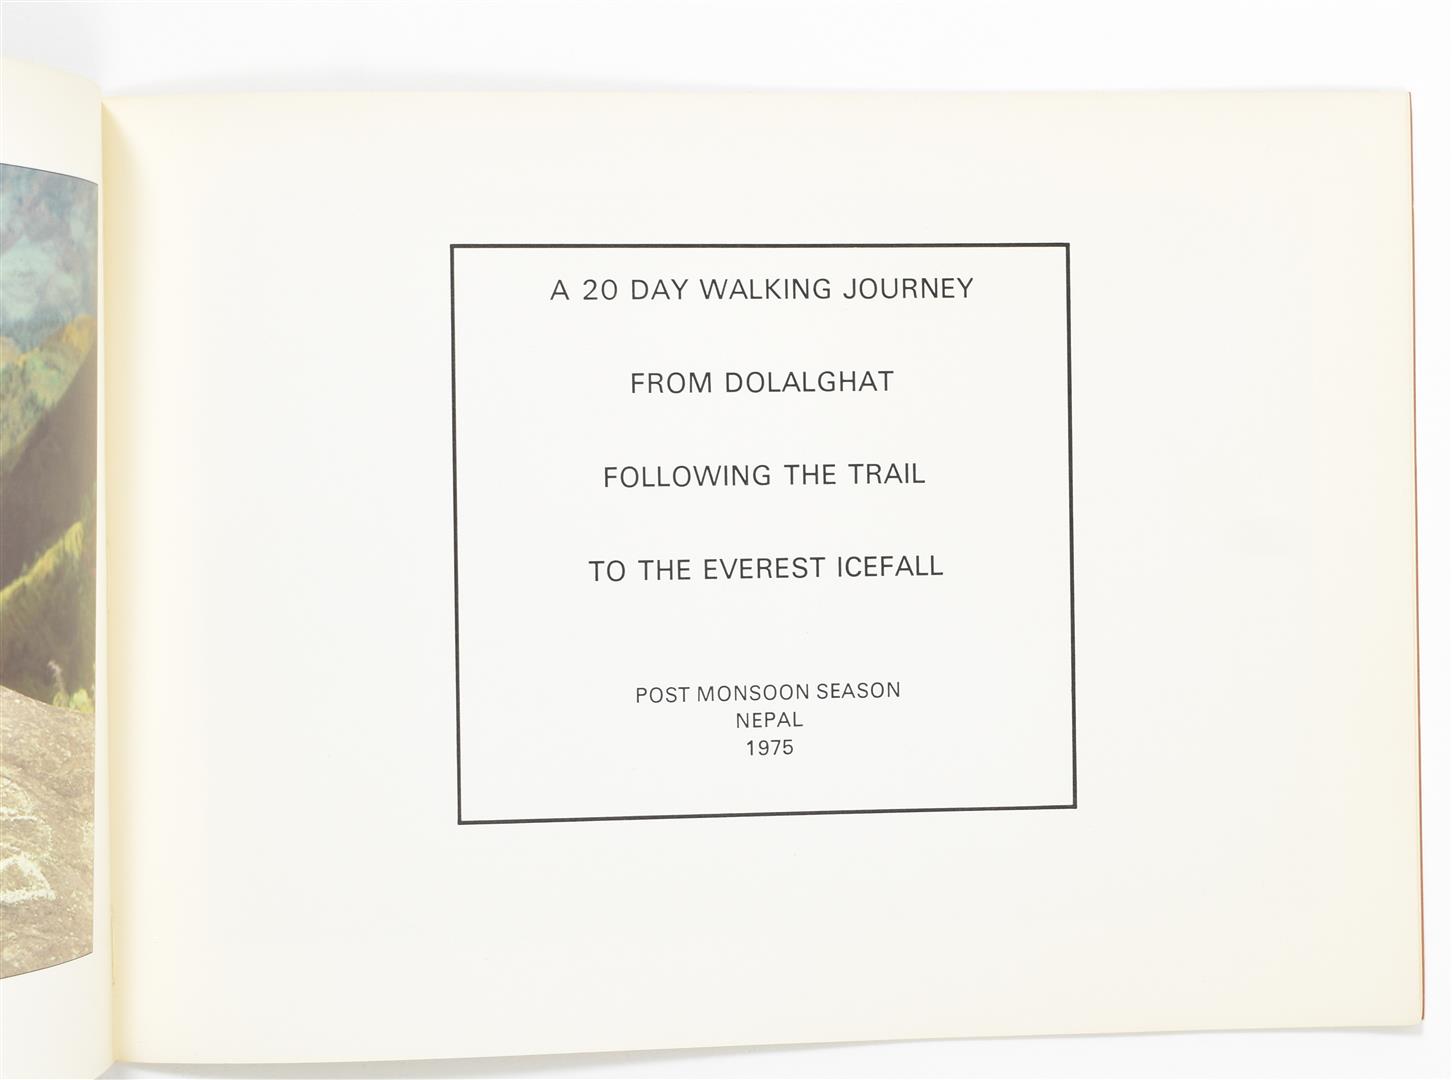 A 20 DAY WALKING JOURNEY
FROM DOLALGHAT
FOLLOWING THE TRAIL
TO THE EVEREST ICEFALL
POST MONSOON SEASON
NEPAL
1975